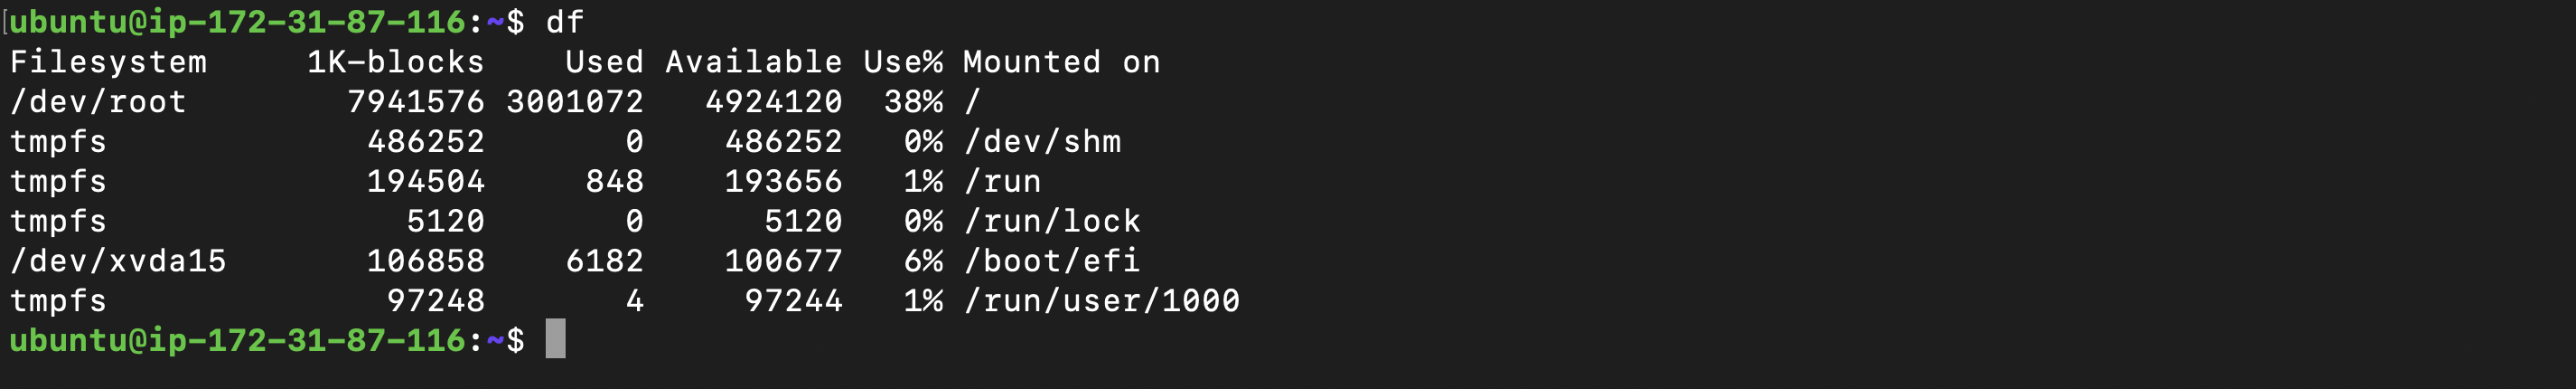 [ubuntu@ip-172-31-87-116:~$ df
Filesystem     1K-blocks    Used Available Use% Mounted on
/dev/root        7941576 3001072   4924120  38% /
tmpfs             486252       0    486252   0% /dev/shm
tmpfs             194504     848    193656   1% /run
tmpfs               5120       0      5120   0% /run/lock
/dev/xvda15       106858    6182    100677   6% /boot/efi
tmpfs              97248       4     97244   1% /run/user/1000
ubuntu@ip-172-31-87-116:~$